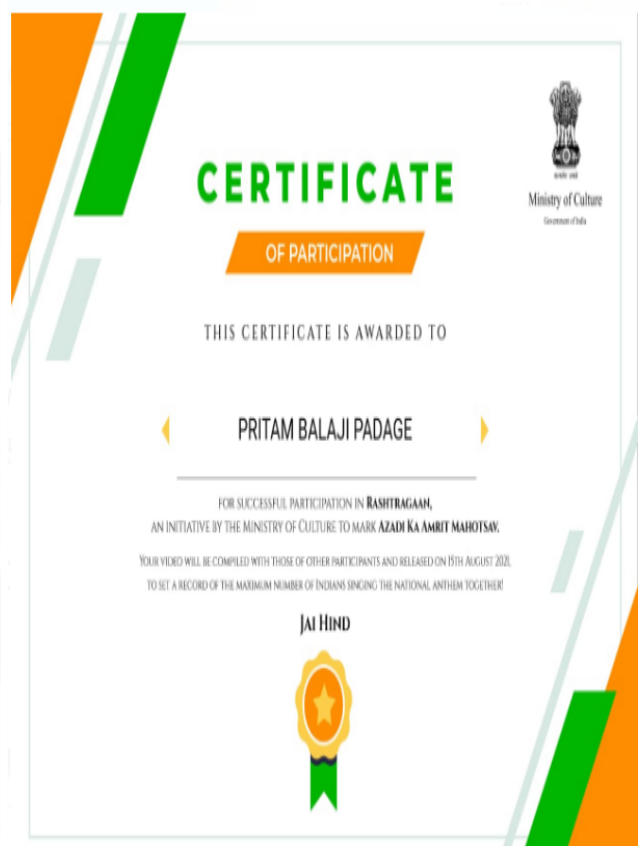 CERTIFICATE
OF PARTICIPATION
Ministry of Culture
Government of India
THIS CERTIFICATE IS AWARDED TO
PRITAM BALAJI PADAGE
FOR SUCCESSFUL PARTICIPATION IN RASHTRAGAAN,
AN INITIATIVE BY THE MINISTRY OF CULTURE TO MARK AZADI KA AMRIT MAHOTSAV.
YOUR VIDEO WILL BE COMPILED WITH THOSE OF OTHER PARTICIPANTS AND RELEASED ON 15TH AUGUST 2021,
TO SET A RECORD OF THE MAXIMUM NUMBER OF INDIANS SINGING THE NATIONAL ANTHEM TOGETHER!
JAI HIND